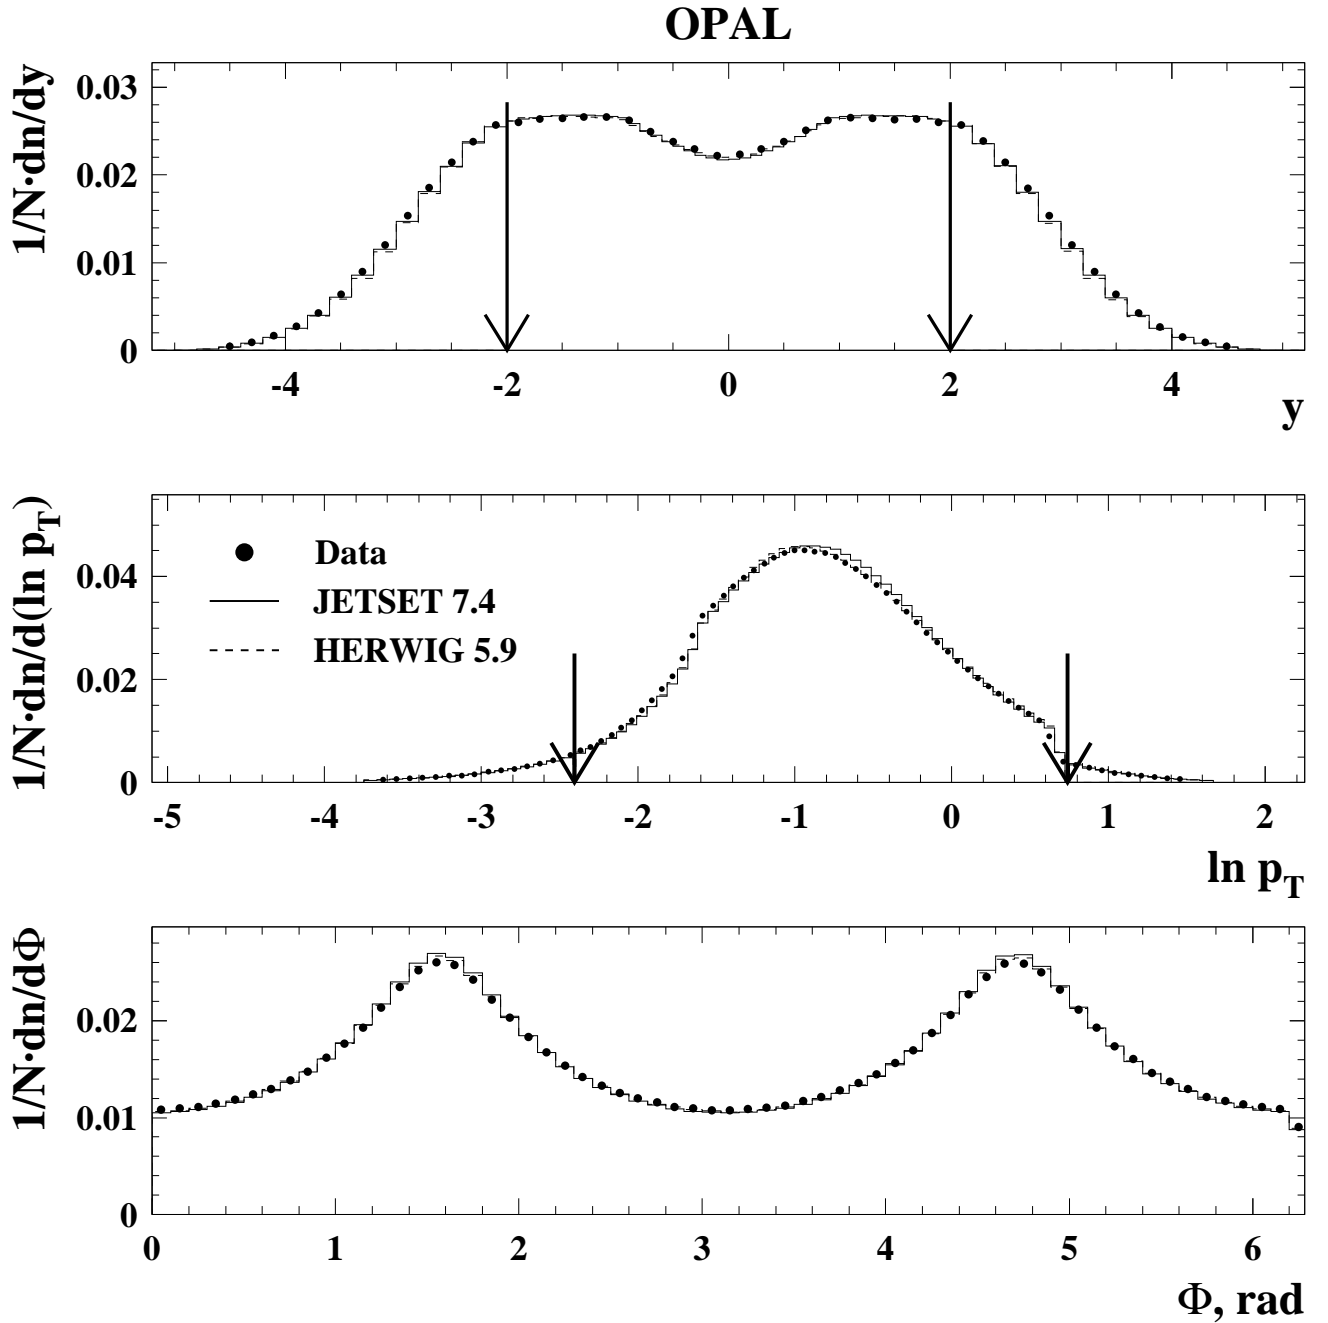 OPAL
1/N·dn/dy
0.03
0.02
0.01
0
-4 -2 0 2 4
y
1/N·dn/d(ln p_T)
Data
JETSET 7.4
HERWIG 5.9
0.04
0.02
0
-5 -4 -3 -2 -1 0 1 2
ln p_T
1/N·dn/dΦ
0.02
0.01
0
0 1 2 3 4 5 6
Φ, rad